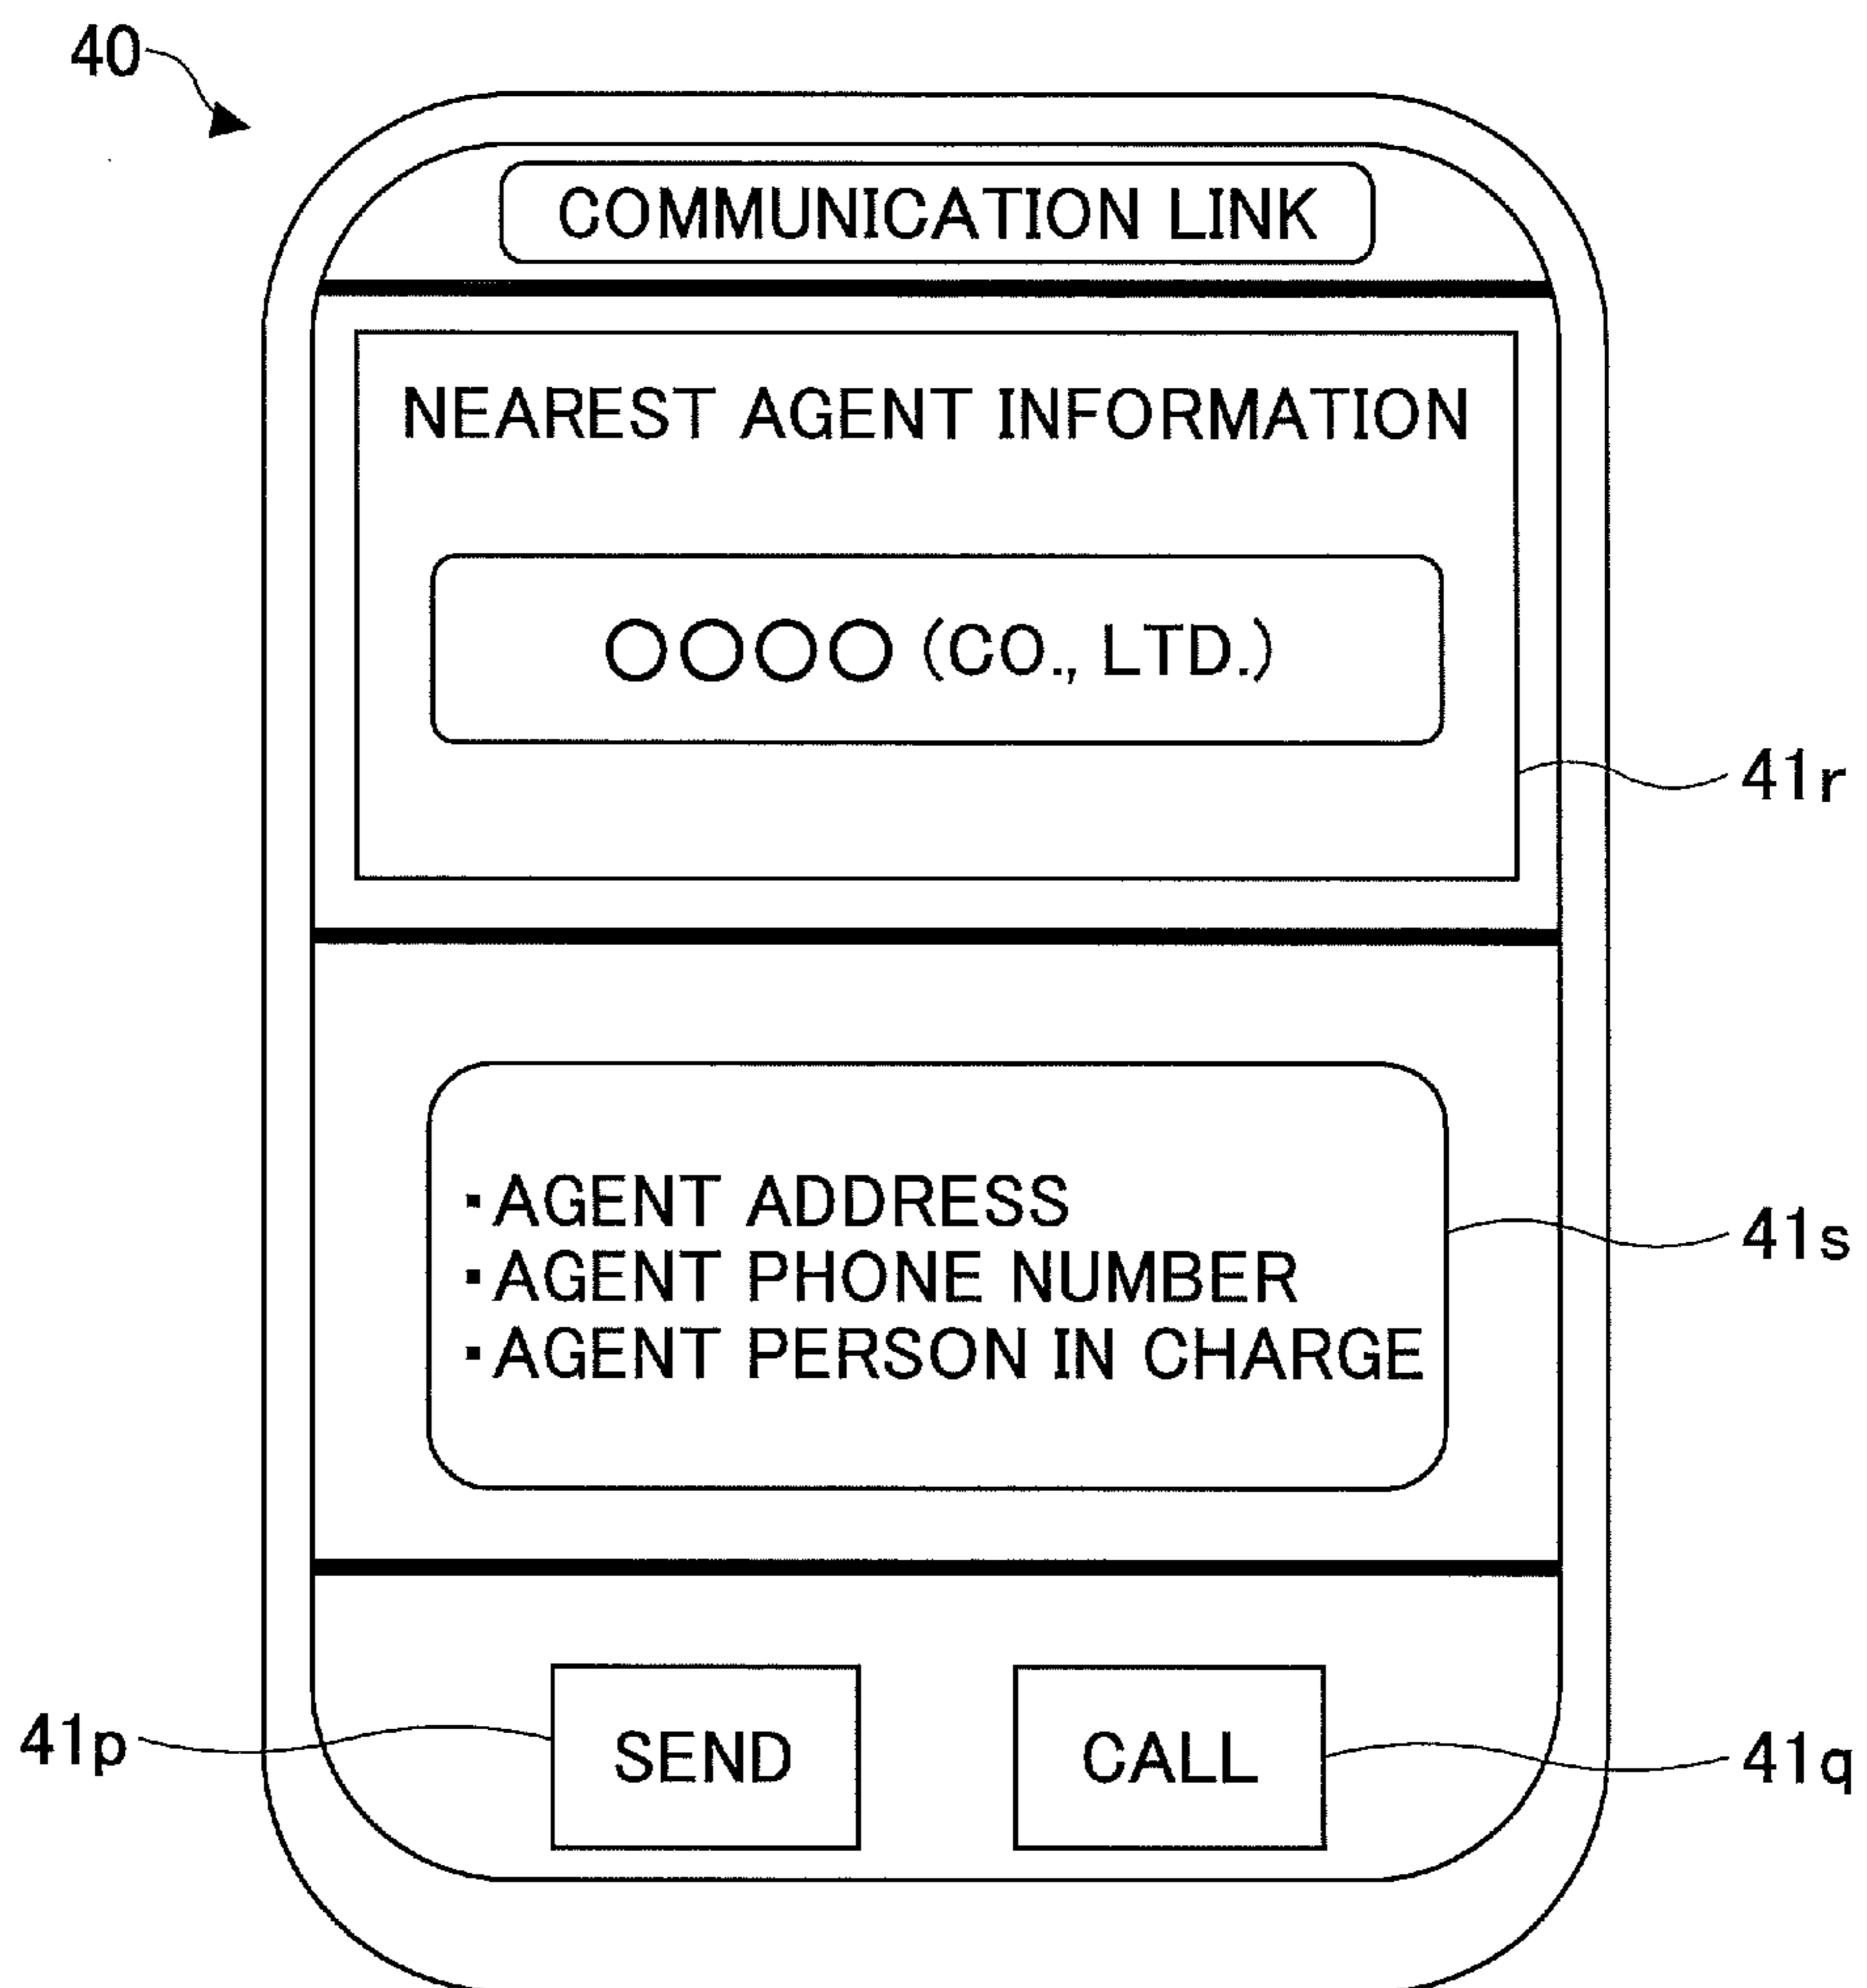 40
COMMUNICATION LINK
NEAREST AGENT INFORMATION
○○○○ (CO., LTD.)
41r
・AGENT ADDRESS
・AGENT PHONE NUMBER
・AGENT PERSON IN CHARGE
41s
41p
SEND
CALL
41q